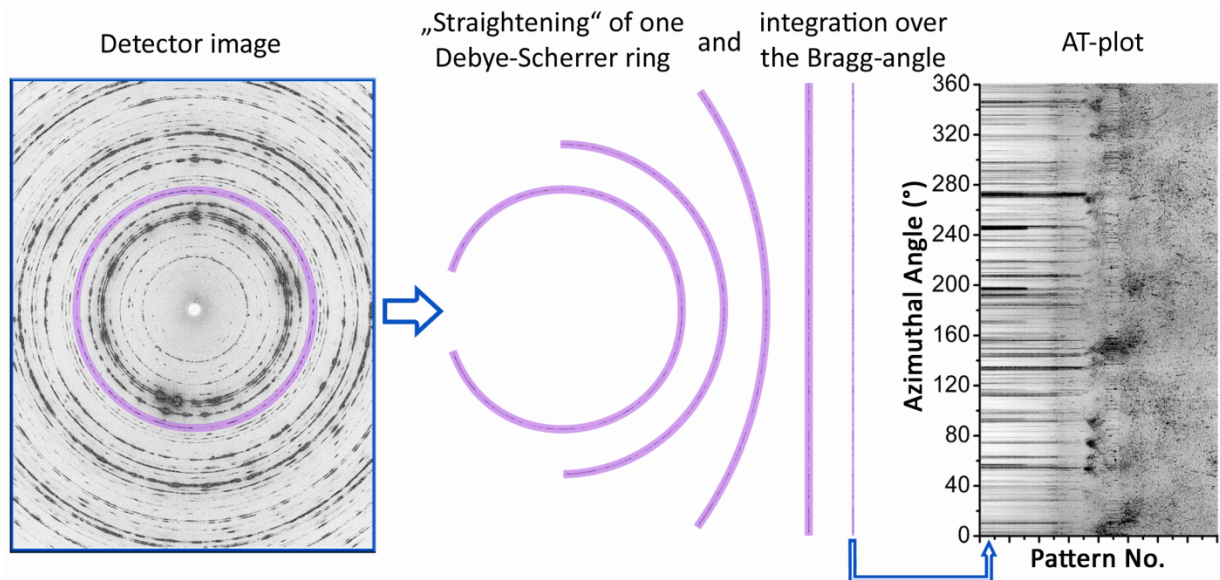 Detector image
„Straightening“ of one
Debye-Scherrer ring
and
integration over
the Bragg-angle
AT-plot
Azimuthal Angle (°)
360
320
280
240
200
160
120
80
40
0
Pattern No.